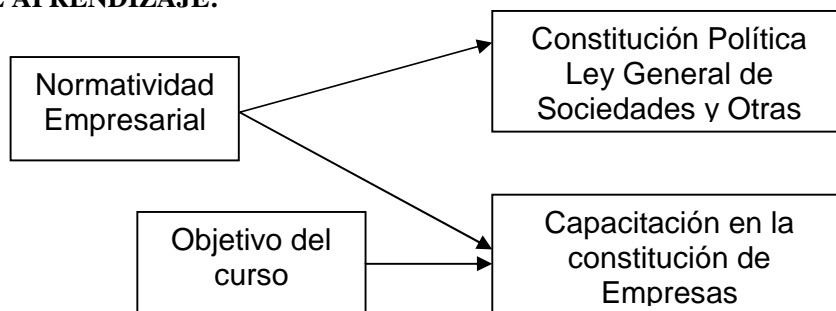 E APRENDIZAJE:
Normatividad
Empresarial
Constitución Política
Ley General de
Sociedades y Otras
Objetivo del
curso
Capacitación en la
constitución de
Empresas